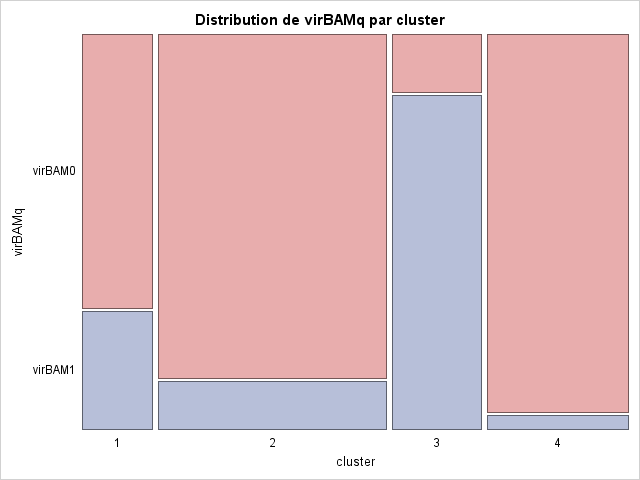 Distribution de virBAMq par cluster
virBAMq
virBAM0
virBAM1
1 2 3 4
cluster